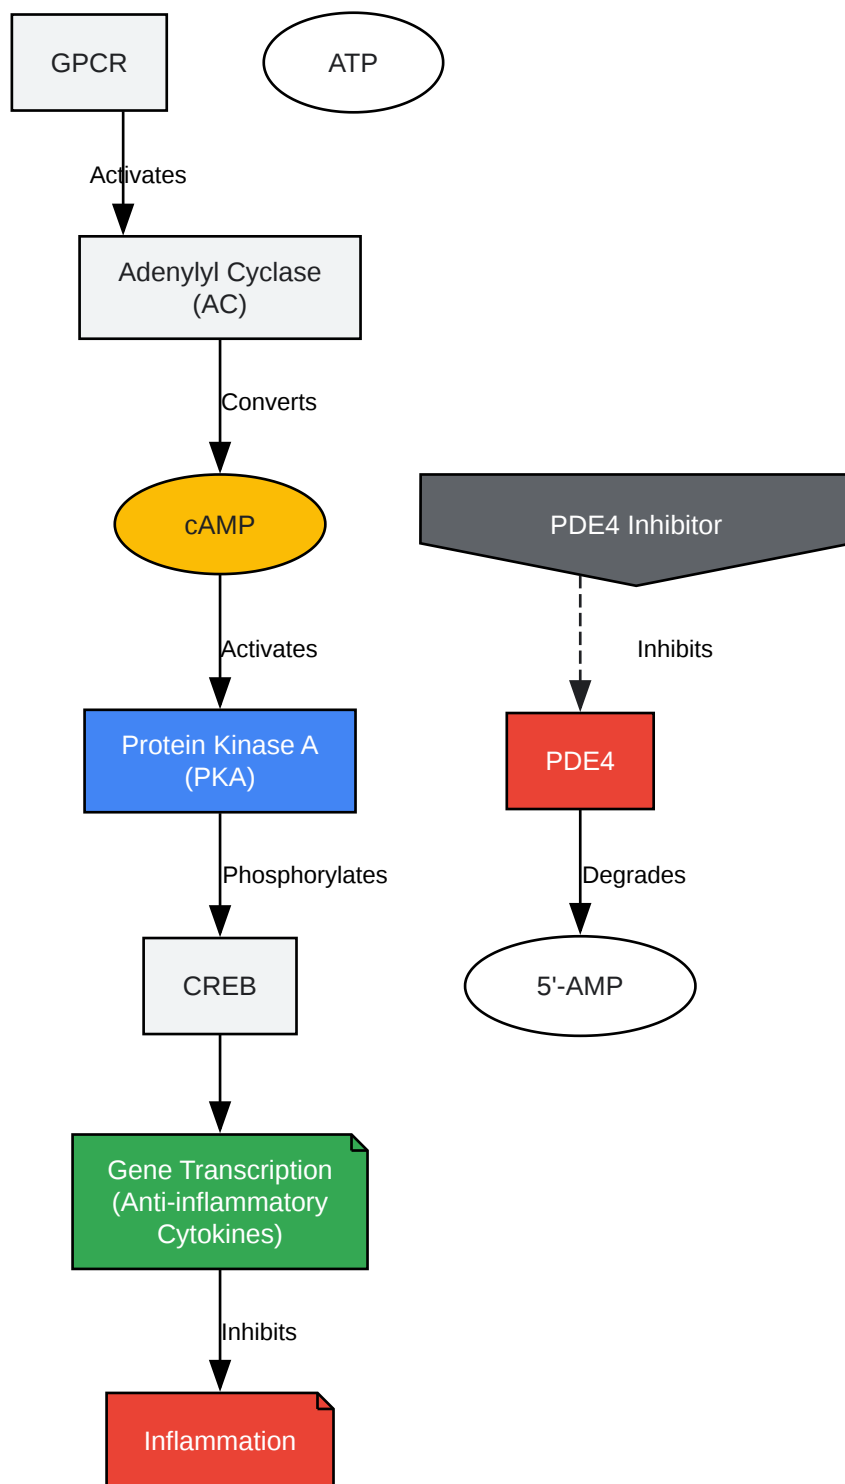 GPCR
ATP
Activates
Adenylyl Cyclase
(AC)
Converts
cAMP
PDE4 Inhibitor
Activates
Inhibits
Protein Kinase A
(PKA)
PDE4
Phosphorylates
Degrades
CREB
5'-AMP
Gene Transcription
(Anti-inflammatory
Cytokines)
Inhibits
Inflammation